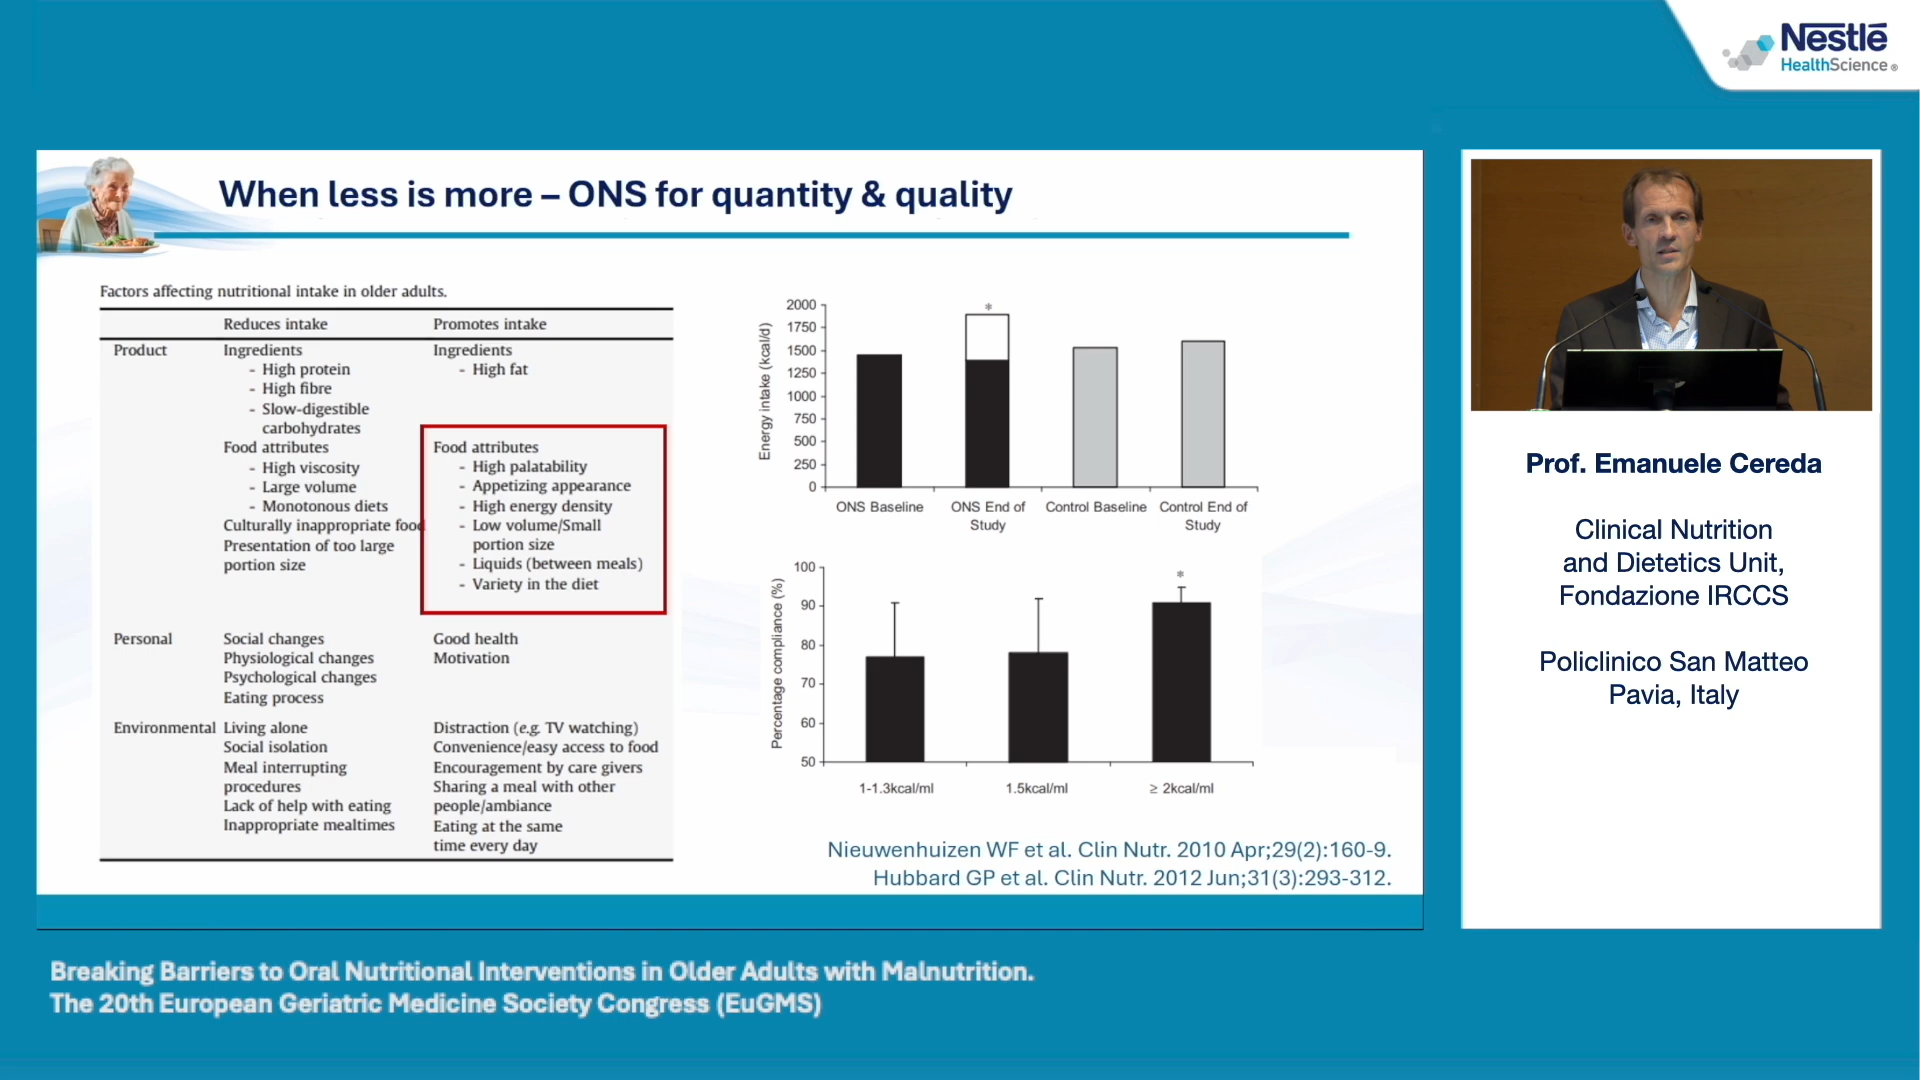 Nestlé
HealthScience®
When less is more – ONS for quantity & quality
Factors affecting nutritional intake in older adults.
Reduces intake
Promotes intake
Product
Ingredients
- High protein
- High fibre
- Slow-digestible
carbohydrates
Food attributes
- High viscosity
- Large volume
- Monotonous diets
Culturally inappropriate food
Presentation of too large
portion size
Ingredients
- High fat
Food attributes
- High palatability
- Appetizing appearance
- High energy density
- Low volume/Small
portion size
- Liquids (between meals)
- Variety in the diet
Personal
Social changes
Physiological changes
Psychological changes
Eating process
Good health
Motivation
Environmental
Living alone
Social isolation
Meal interrupting
procedures
Lack of help with eating
Inappropriate mealtimes
Distraction (e.g. TV watching)
Convenience/easy access to food
Encouragement by care givers
Sharing a meal with other
people/ambiance
Eating at the same
time every day
Energy intake (kcal/d)
2000
1750
1500
1250
1000
750
500
250
0
*
ONS Baseline
ONS End of
Study
Control Baseline
Control End of
Study
Percentage compliance (%)
100
90
80
70
60
50
*
1-1.3kcal/ml
1.5kcal/ml
≥ 2kcal/ml
Nieuwenhuizen WF et al. Clin Nutr. 2010 Apr;29(2):160-9.
Hubbard GP et al. Clin Nutr. 2012 Jun;31(3):293-312.
Prof. Emanuele Cereda
Clinical Nutrition
and Dietetics Unit,
Fondazione IRCCS
Policlinico San Matteo
Pavia, Italy
Breaking Barriers to Oral Nutritional Interventions in Older Adults with Malnutrition.
The 20th European Geriatric Medicine Society Congress (EuGMS)